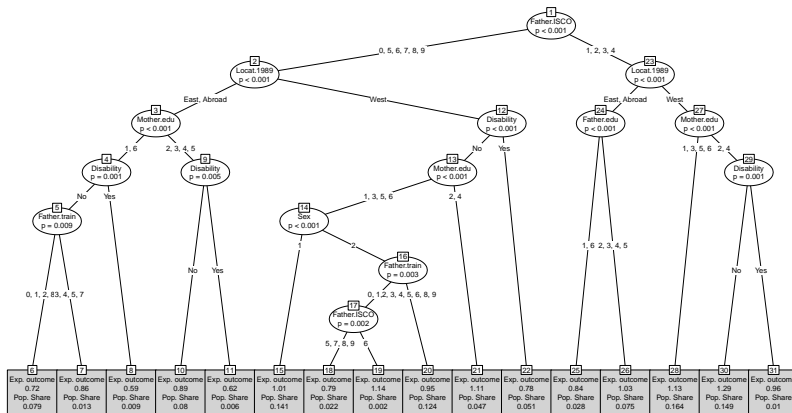 1
Father.ISCO
p < 0.001
0, 5, 6, 7, 8, 9
1, 2, 3, 4
2
Locat.1989
p < 0.001
23
Locat.1989
p < 0.001
East, Abroad
West
East, Abroad
West
3
Mother.edu
p < 0.001
12
Disability
p < 0.001
24
Father.edu
p < 0.001
27
Mother.edu
p < 0.001
1, 6
2, 3, 4, 5
No
Yes
1, 3, 5, 6
2, 4
4
Disability
p = 0.001
9
Disability
p = 0.005
13
Mother.edu
p < 0.001
29
Disability
p = 0.001
No
Yes
1, 3, 5, 6
2, 4
5
Father.train
p = 0.009
14
Sex
p < 0.001
1
2
1, 6
2, 3, 4, 5
16
Father.train
p = 0.003
No
Yes
No
Yes
0, 1, 2, 8
3, 4, 5, 7
0, 1,
2, 3, 4, 5, 6, 8, 9
17
Father.ISCO
p = 0.002
5, 7, 8, 9
6
6
Exp. outcome
0.72
Pop. Share
0.079
7
Exp. outcome
0.86
Pop. Share
0.013
8
Exp. outcome
0.59
Pop. Share
0.009
10
Exp. outcome
0.89
Pop. Share
0.08
11
Exp. outcome
0.62
Pop. Share
0.006
15
Exp. outcome
1.01
Pop. Share
0.141
18
Exp. outcome
0.79
Pop. Share
0.022
19
Exp. outcome
1.14
Pop. Share
0.002
20
Exp. outcome
0.95
Pop. Share
0.124
21
Exp. outcome
1.11
Pop. Share
0.047
22
Exp. outcome
0.78
Pop. Share
0.051
25
Exp. outcome
0.84
Pop. Share
0.028
26
Exp. outcome
1.03
Pop. Share
0.075
28
Exp. outcome
1.13
Pop. Share
0.164
30
Exp. outcome
1.29
Pop. Share
0.149
31
Exp. outcome
0.96
Pop. Share
0.01